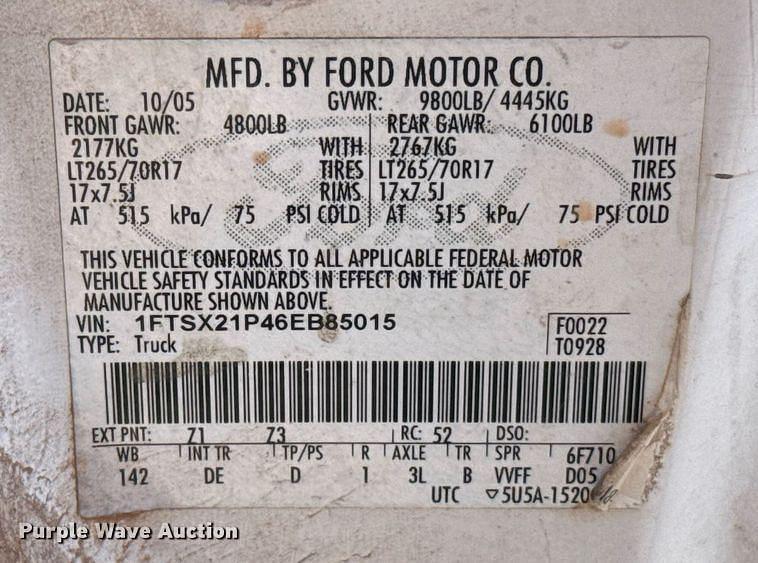 MFD. BY FORD MOTOR CO.
DATE: 10/05 GVWR: 9800LB/ 4445KG
FRONT GAWR: 4800LB REAR GAWR: 6100LB
2177KG WITH 2767KG WITH
LT265/70R17 TIRES LT265/70R17 TIRES
17x7.5J RIMS 17x7.5J RIMS
AT 515 kPa/ 75 PSI COLD AT 515 kPa/ 75 PSI COLD
THIS VEHICLE CONFORMS TO ALL APPLICABLE FEDERAL MOTOR
VEHICLE SAFETY STANDARDS IN EFFECT ON THE DATE OF
MANUFACTURE SHOWN ABOVE.
VIN: 1FTSX21P46EB85015 F0022
TYPE: Truck T0928
EXT PNT: Z1 Z3 RC: 52 DSO:
WB INT TR TP/PS R AXLE TR SPR 6F710
142 DE D 1 3L B VVFF D05
UTC ▽5U5A-1520
Purple Wave Auction